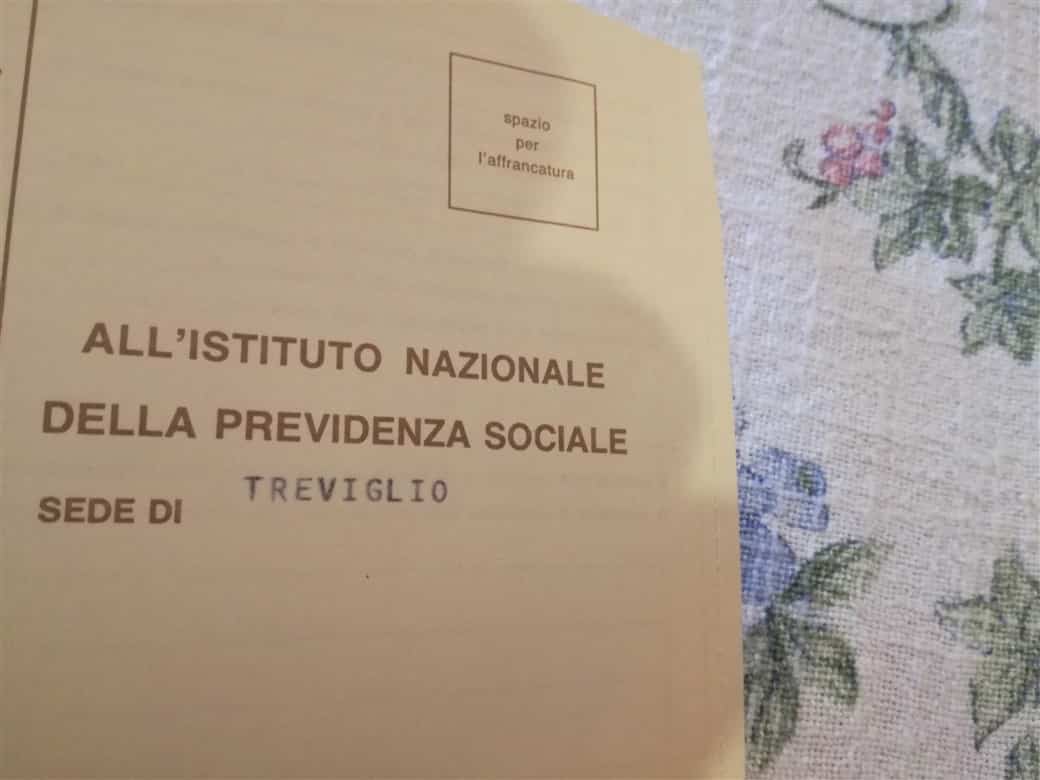 spazio
per
l'affrancatura
ALL'ISTITUTO NAZIONALE
DELLA PREVIDENZA SOCIALE
SEDE DI TREVIGLIO